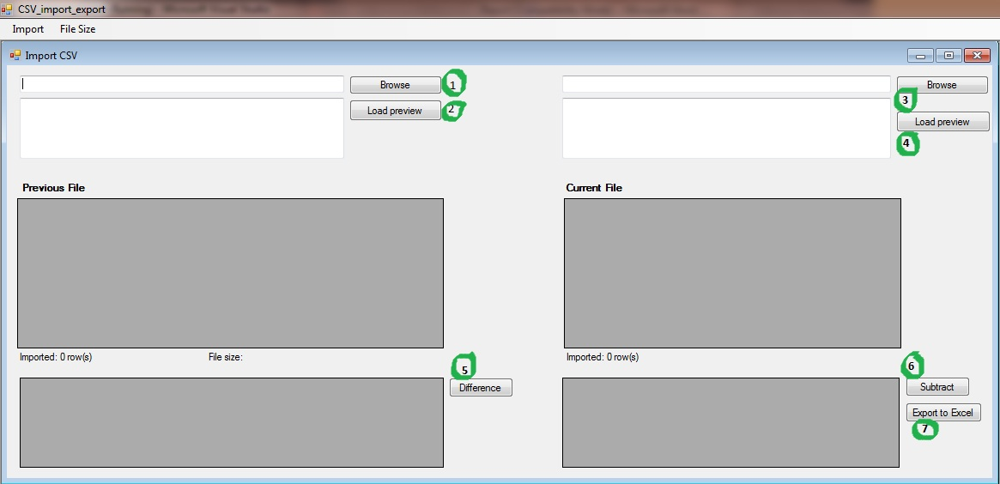 CSV_import_export
Import File Size
Import CSV
Browse 1 Browse
3
Load preview 2
Load preview
4
Previous File Current File
Imported: 0 row(s) File size: Imported: 0 row(s)
5 6
Difference Subtract
Export to Excel
7